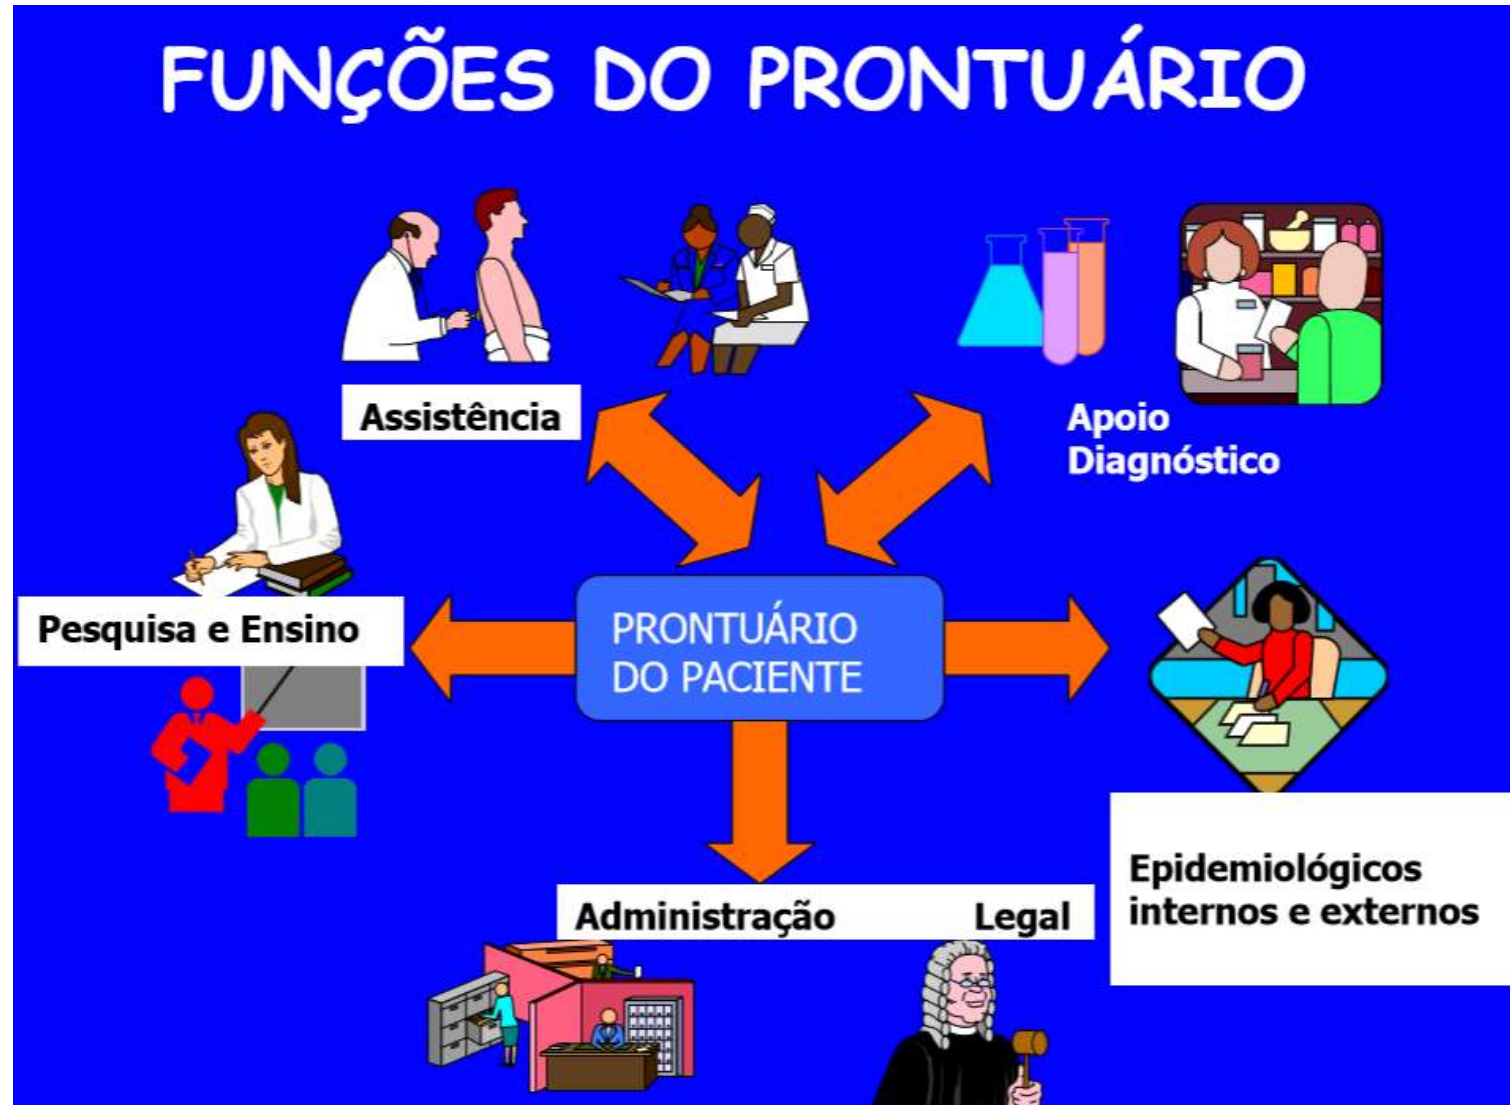 FUNÇÕES DO PRONTUÁRIO
Assistência
Apoio
Diagnóstico
Pesquisa e Ensino
PRONTUÁRIO
DO PACIENTE
Epidemiológicos
internos e externos
Administração Legal